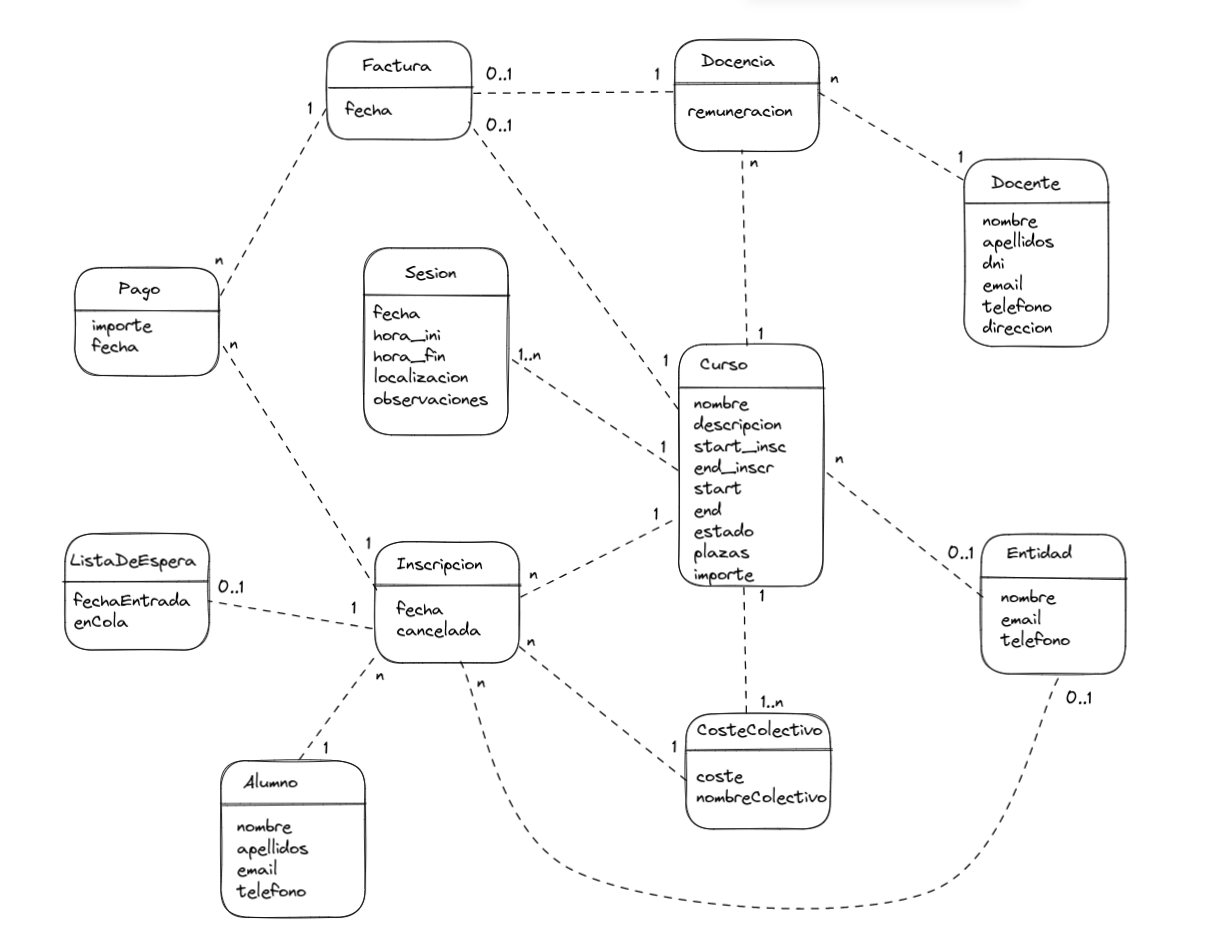 Factura
fecha
0..1
1
Docencia
remuneracion
n
1
0..1
n
1
Docente
nombre
apellidos
dni
email
telefono
direccion
n
Pago
importe
fecha
n
Sesion
fecha
hora_ini
hora_fin
localizacion
observaciones
1..n
1
1
1
Curso
nombre
descripcion
start_insc
end_inscr
start
end
estado
plazas
importe
n
0..1
Entidad
nombre
email
telefono
0..1
ListaDeEspera
fechaEntrada
enCola
0..1
1
1
Inscripcion
fecha
cancelada
n
1
n
n
n
1
1..n
1
CosteColectivo
coste
nombreColectivo
1
Alumno
nombre
apellidos
email
telefono